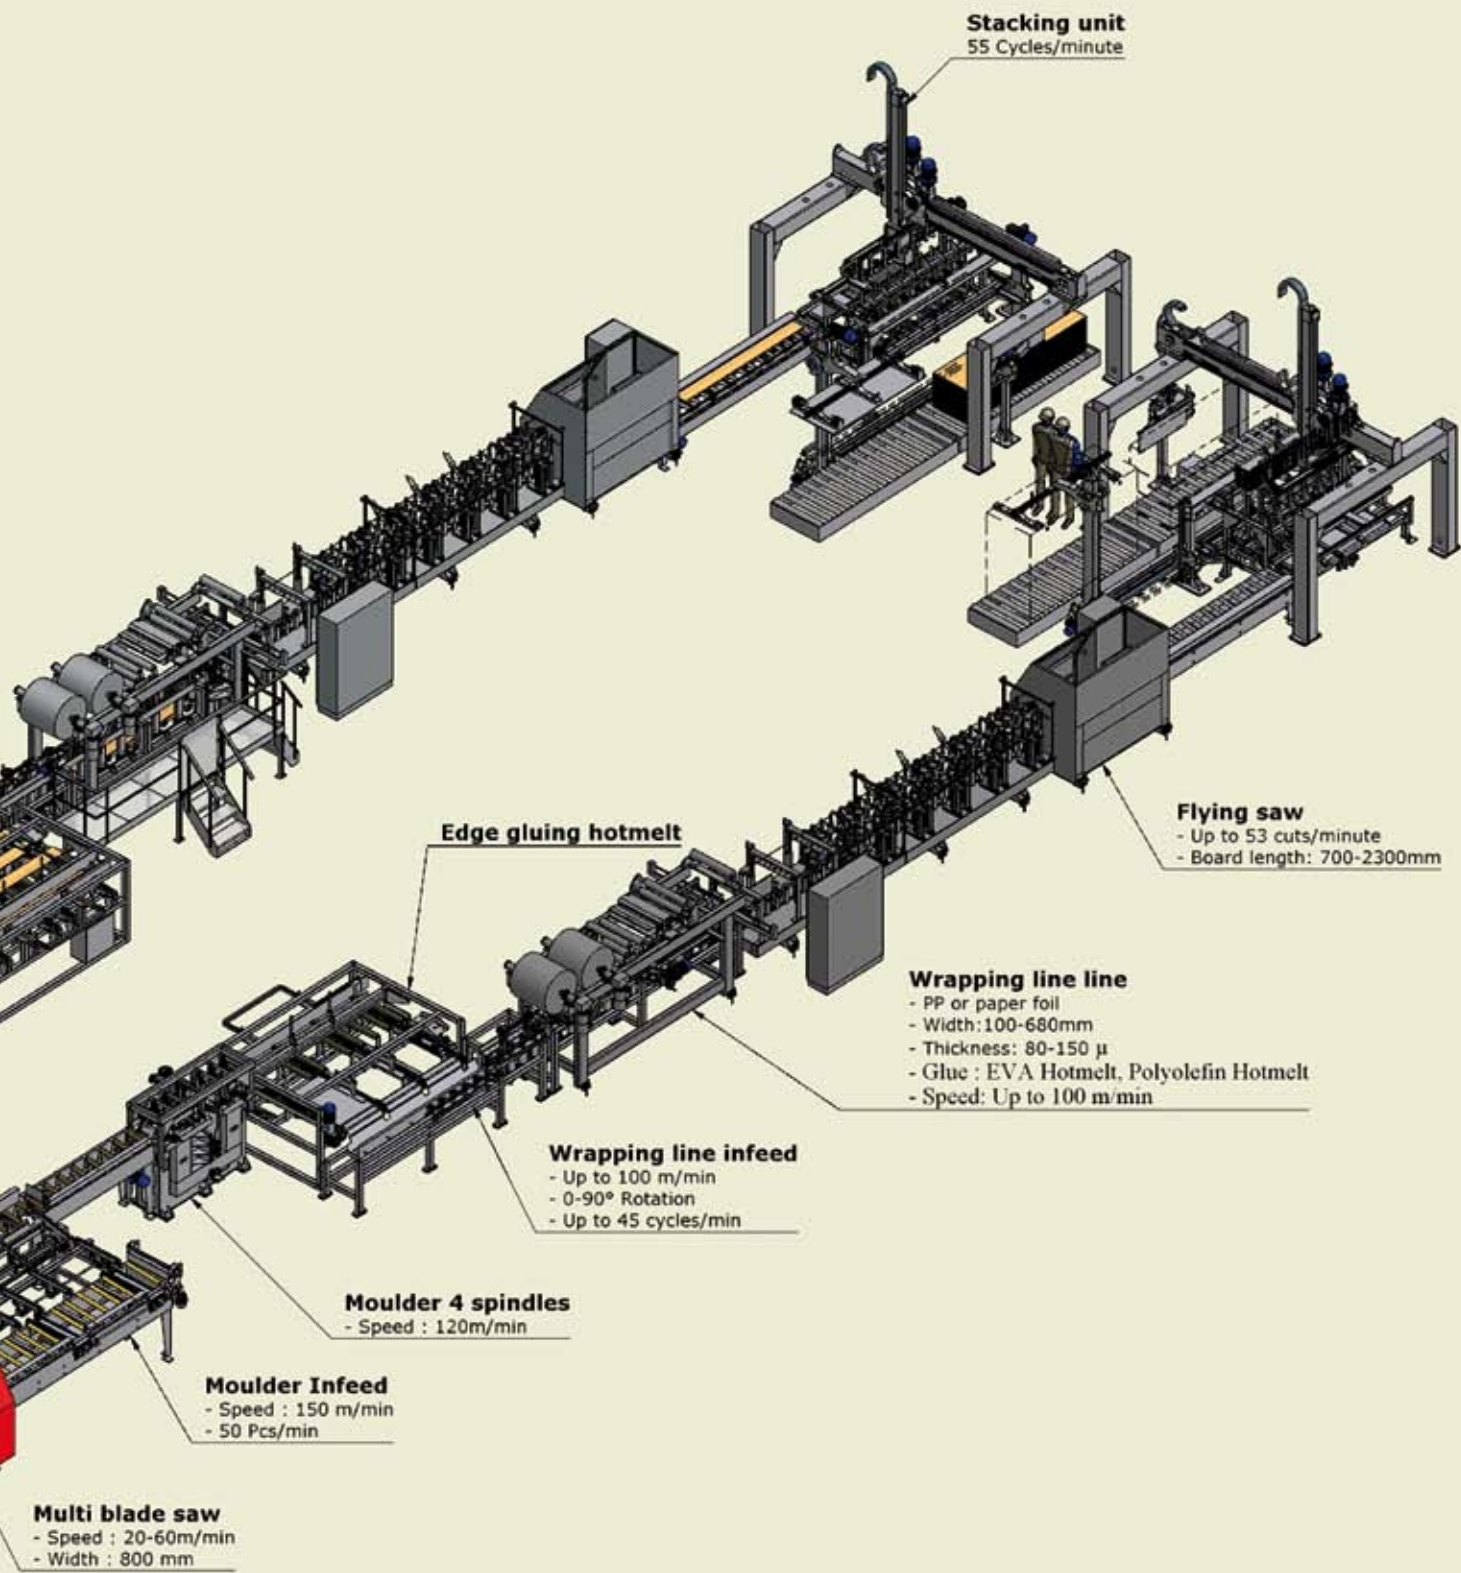 Stacking unit
55 Cycles/minute
Flying saw
- Up to 53 cuts/minute
- Board length: 700-2300mm
Edge gluing hotmelt
Wrapping line line
- PP or paper foil
- Width:100-680mm
- Thickness: 80-150 µ
- Glue : EVA Hotmelt, Polyolefin Hotmelt
- Speed: Up to 100 m/min
Wrapping line infeed
- Up to 100 m/min
- 0-90° Rotation
- Up to 45 cycles/min
Moulder 4 spindles
- Speed : 120m/min
Moulder Infeed
- Speed : 150 m/min
- 50 Pcs/min
Multi blade saw
- Speed : 20-60m/min
- Width : 800 mm